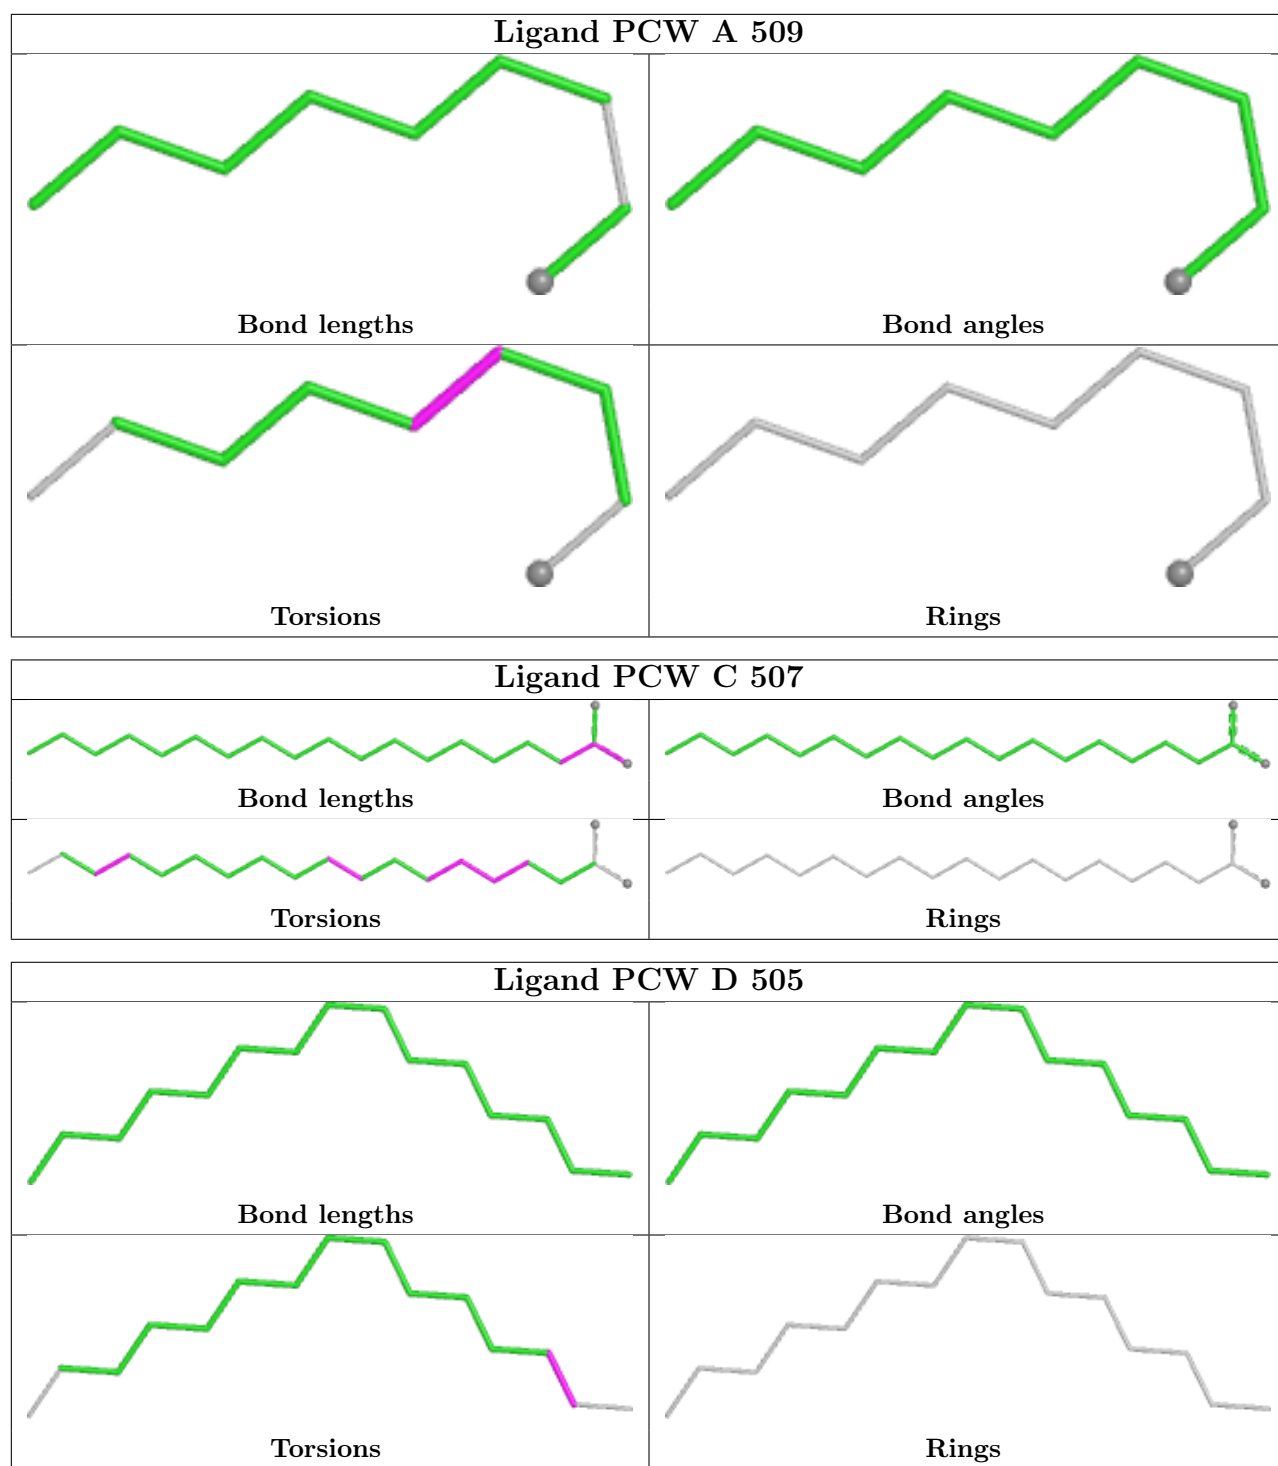 Ligand PCW A 509
Bond lengths
Bond angles
Torsions
Rings
Ligand PCW C 507
Bond lengths
Bond angles
Torsions
Rings
Ligand PCW D 505
Bond lengths
Bond angles
Torsions
Rings